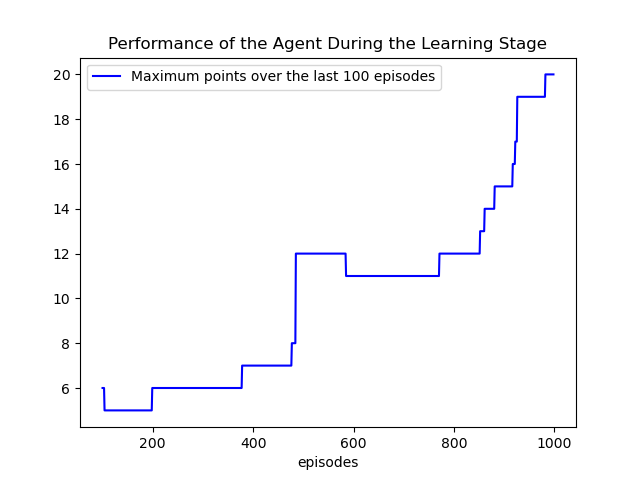 Performance of the Agent During the Learning Stage
Maximum points over the last 100 episodes
20
18
16
14
12
10
8
6
200 400 600 800 1000
episodes